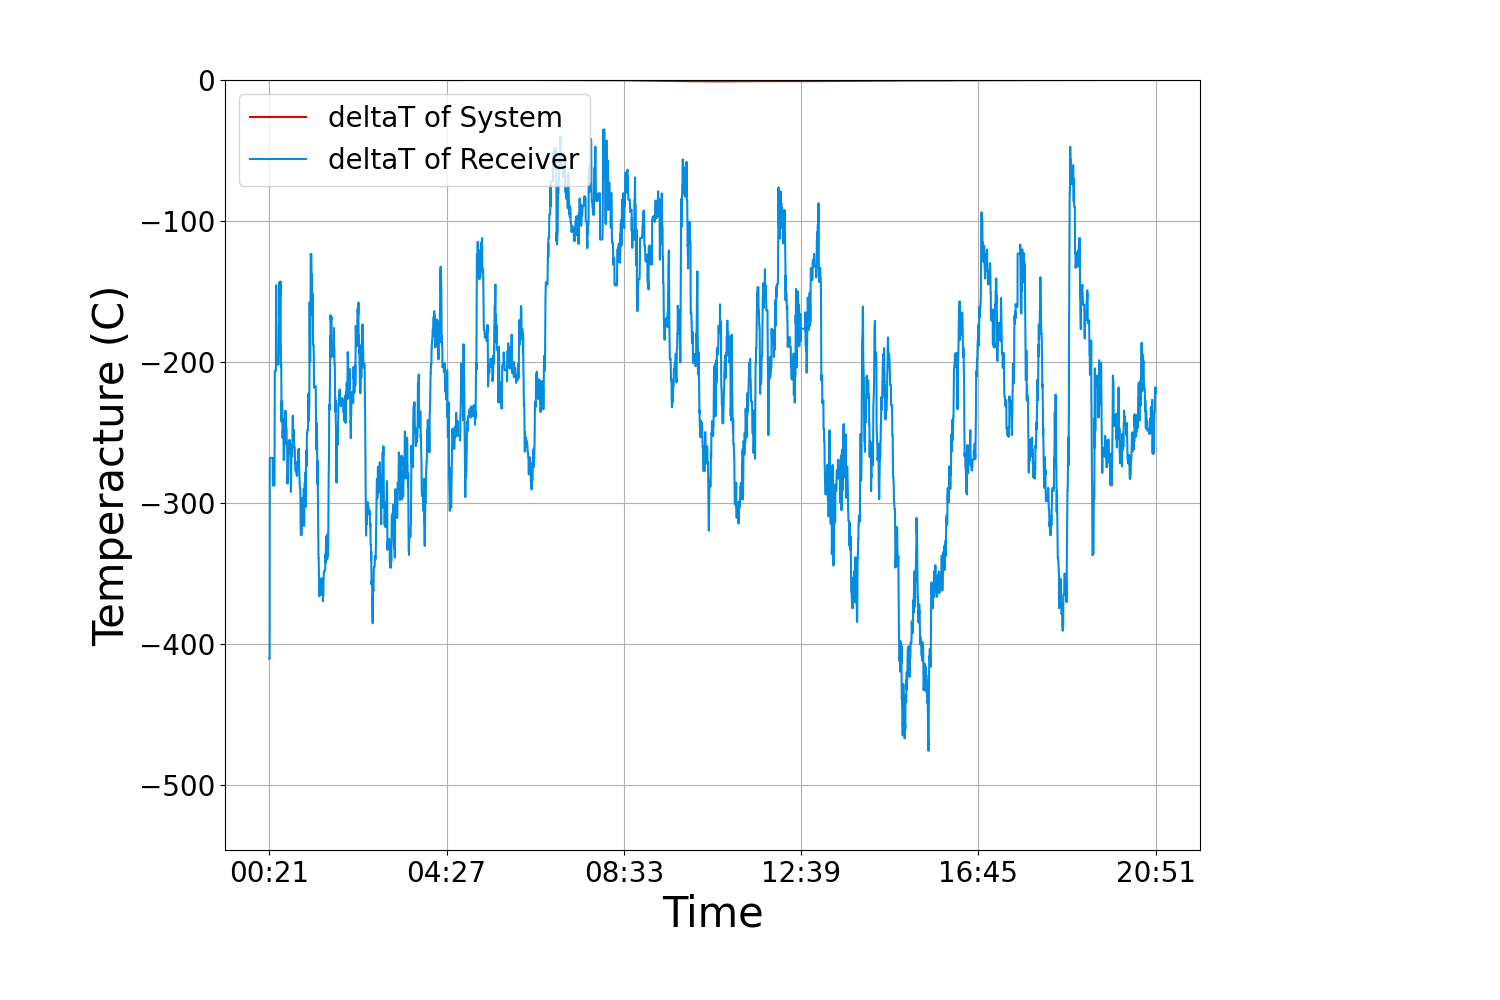 0
−100
−200
−300
−400
−500
Temperacture (C)
deltaT of System
deltaT of Receiver
00:21 04:27 08:33 12:39 16:45 20:51
Time